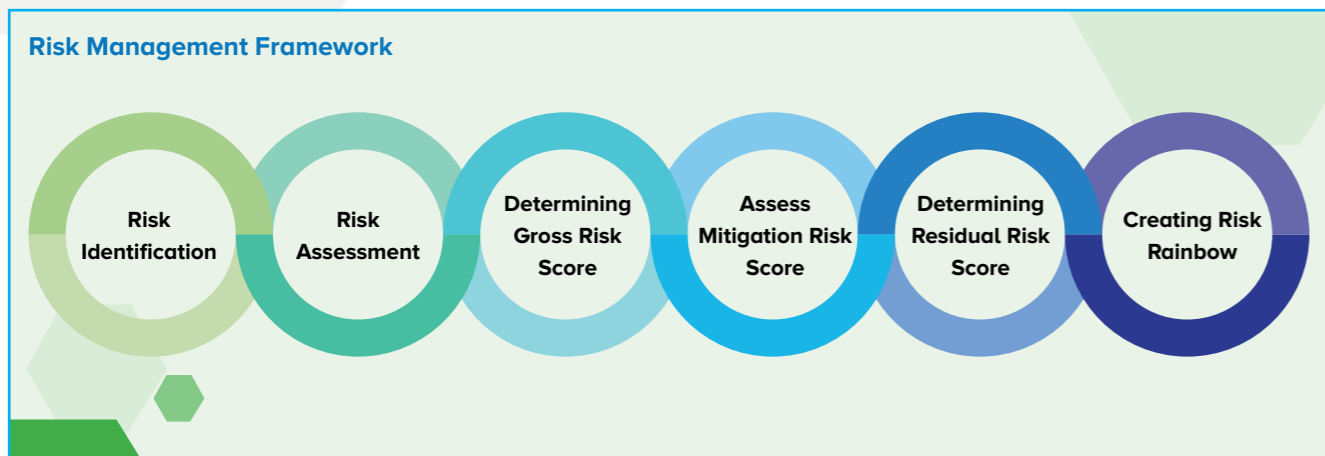 Risk Management Framework
Risk
Identification
Risk
Assessment
Determining
Gross Risk
Score
Assess
Mitigation Risk
Score
Determining
Residual Risk
Score
Creating Risk
Rainbow